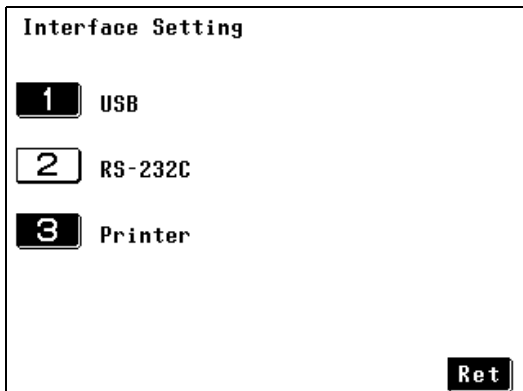 Interface Setting
1 USB
2 RS-232C
3 Printer
Ret